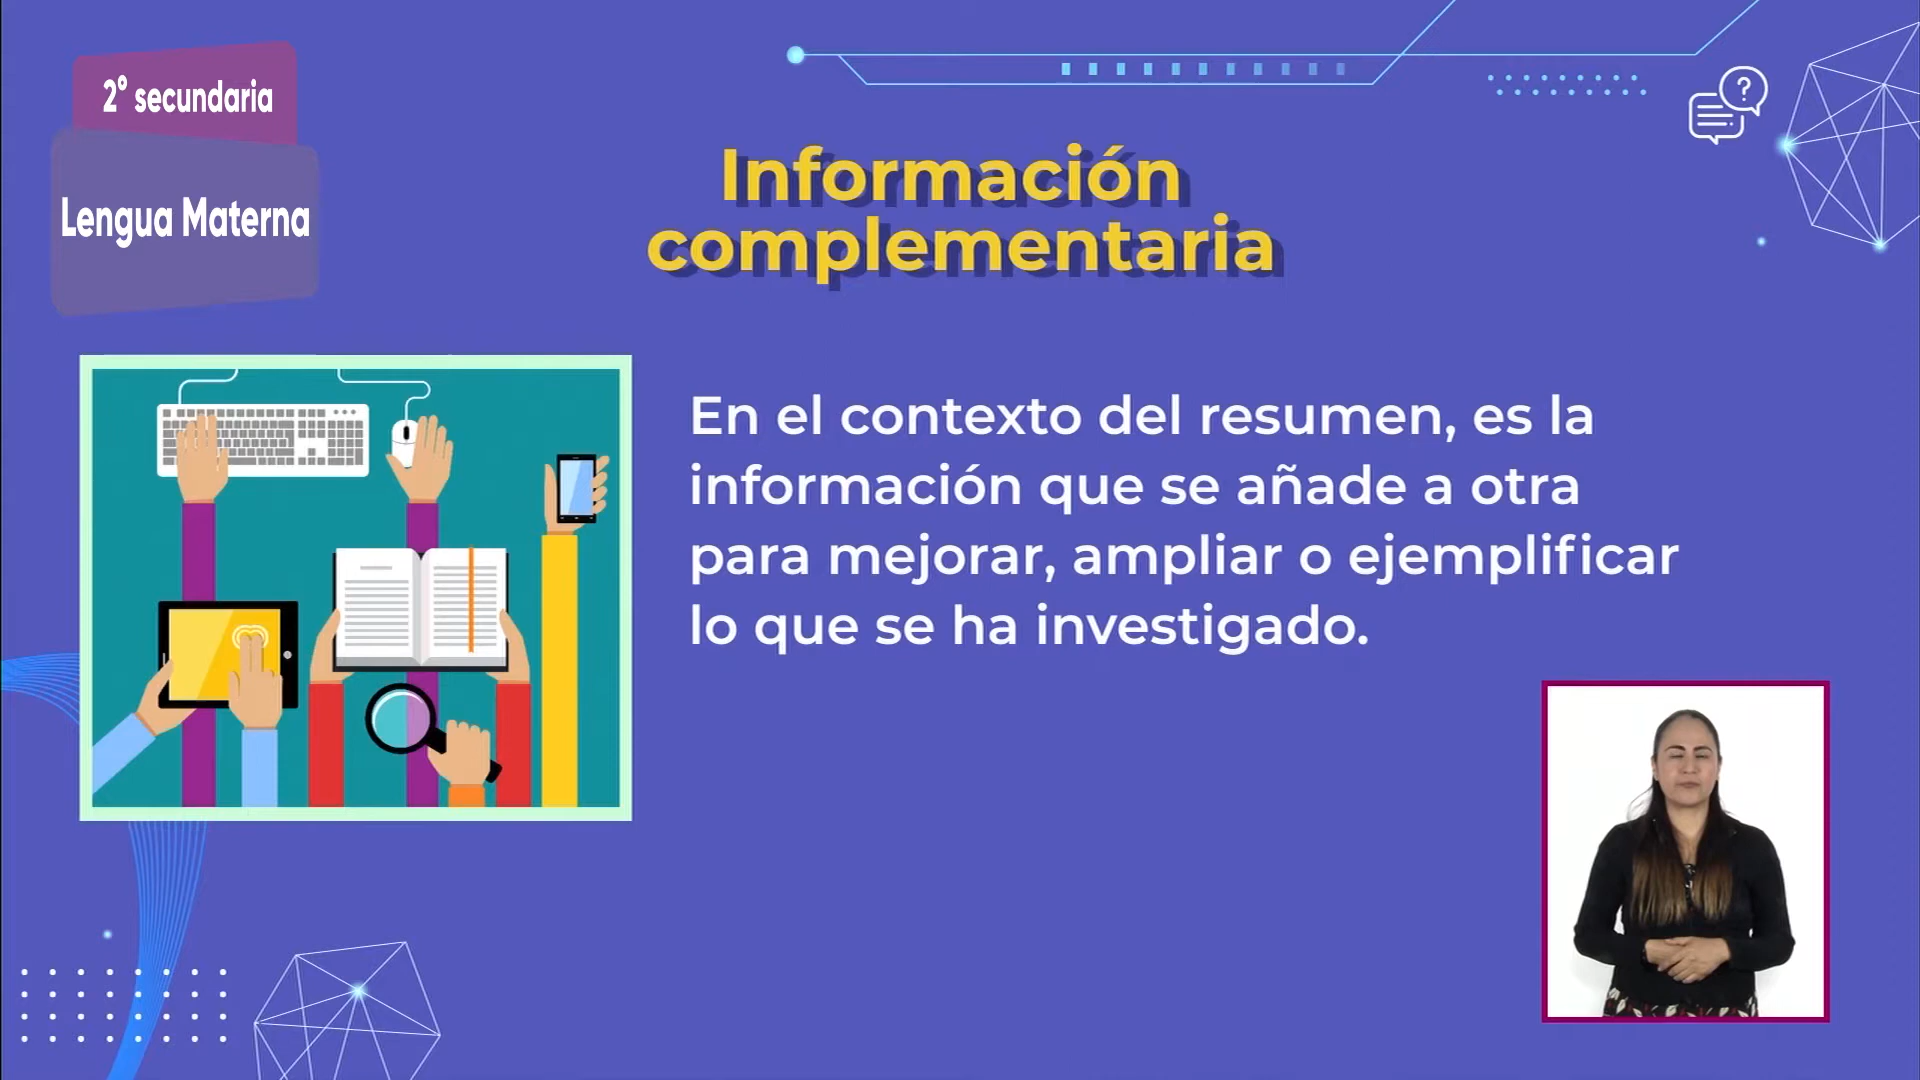 2° secundaria
Lengua Materna
Información
complementaria
En el contexto del resumen, es la
información que se añade a otra
para mejorar, ampliar o ejemplificar
lo que se ha investigado.